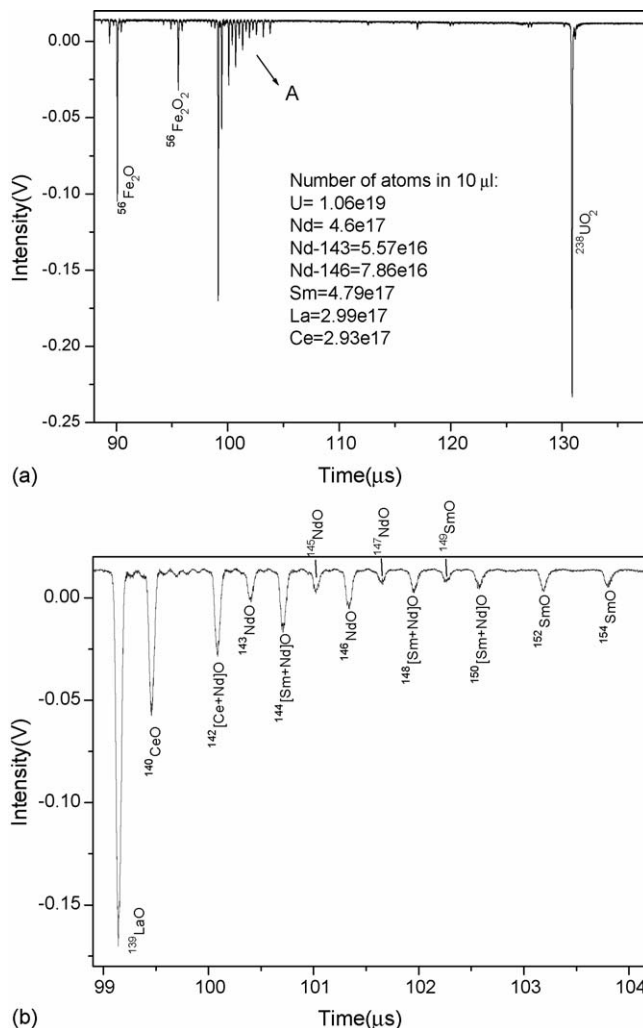 0.00
-0.05
-0.10
-0.15
-0.20
-0.25
Intensity(V)
⁵⁶Fe₂O
⁵⁶Fe₂O₂
A
Number of atoms in 10 µl:
U= 1.06e19
Nd= 4.6e17
Nd-143=5.57e16
Nd-146=7.86e16
Sm=4.79e17
La=2.99e17
Ce=2.93e17
²³⁸UO₂
90 100 110 120 130
Time(µs)
(a)
¹⁴⁵NdO
¹⁴⁷NdO
¹⁴⁹SmO
0.00
-0.05
-0.10
-0.15
Intensity(V)
¹³⁹LaO
¹⁴⁰CeO
¹⁴²[Ce+Nd]O
¹⁴³NdO
¹⁴⁴[Sm+Nd]O
¹⁴⁶NdO
¹⁴⁸[Sm+Nd]O
¹⁵⁰[Sm+Nd]O
¹⁵²SmO
¹⁵⁴SmO
99 100 101 102 103 104
Time(µs)
(b)